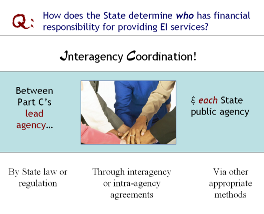 Q: How does the State determine who has financial
responsibility for providing EI services?
Interagency Coordination!
Between
Part C's
lead
agency…
& each State
public agency
By State law or
regulation
Through interagency
or intra-agency
agreements
Via other
appropriate
methods